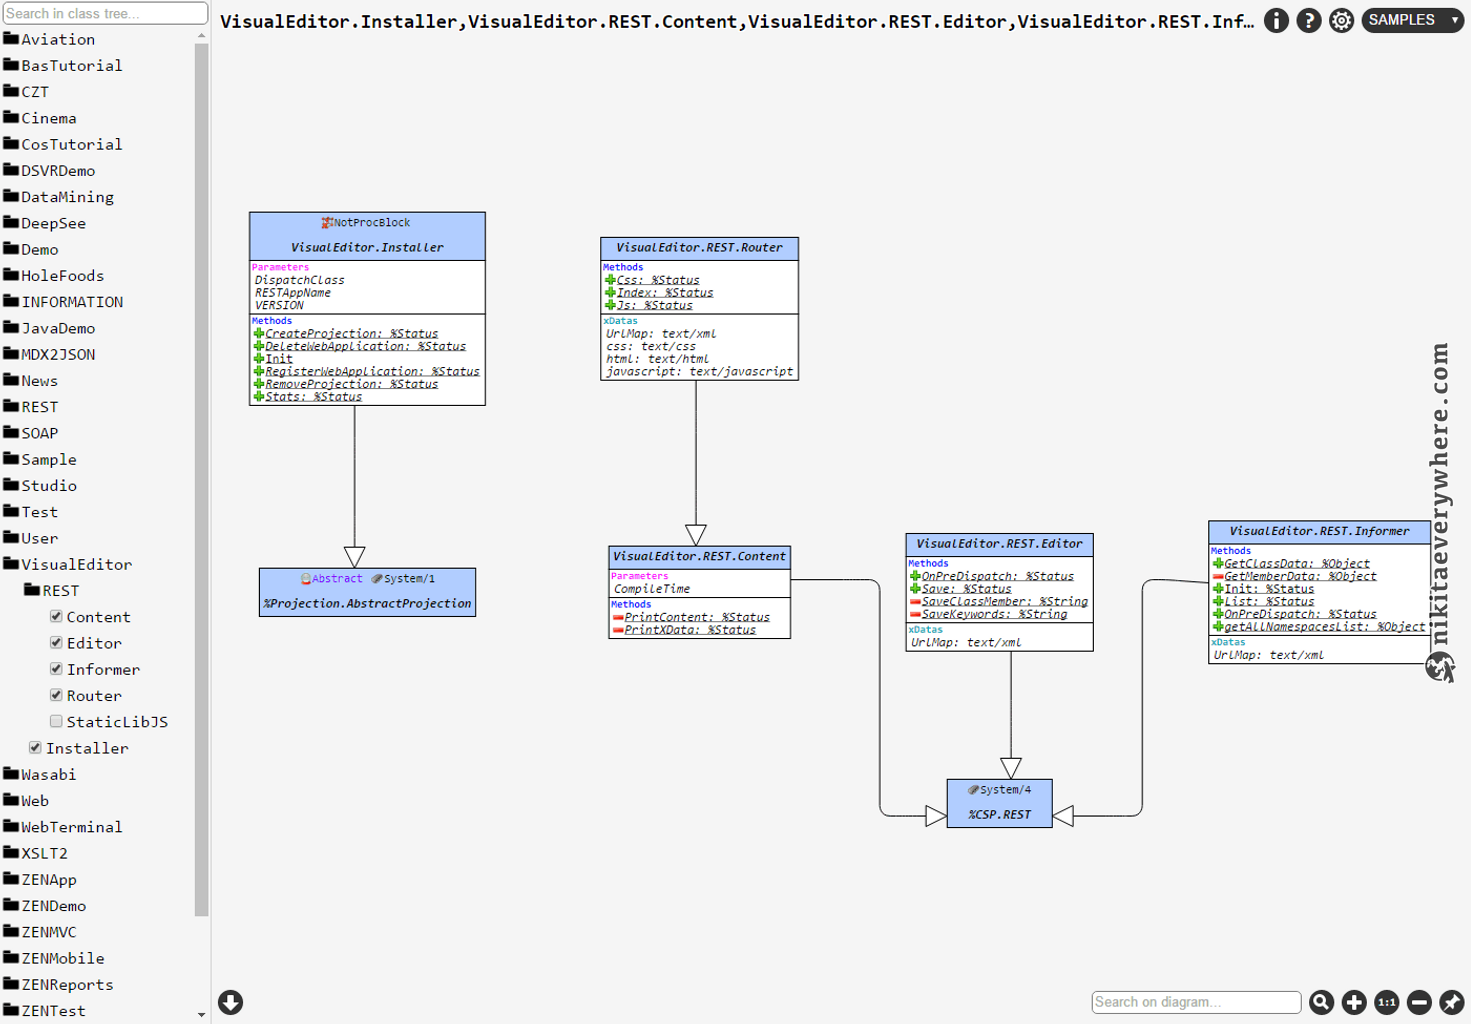 Search in class tree...
Aviation
BasTutorial
CZT
Cinema
CosTutorial
DSVRDemo
DataMining
DeepSee
Demo
HoleFoods
INFORMATION
JavaDemo
MDX2JSON
News
REST
SOAP
Sample
Studio
Test
User
VisualEditor
REST
Content
Editor
Informer
Router
StaticLibJS
Installer
Wasabi
Web
WebTerminal
XSLT2
ZENApp
ZENDemo
ZENMVC
ZENMobile
ZENReports
ZENTest
VisualEditor.Installer,VisualEditor.REST.Content,VisualEditor.REST.Editor,VisualEditor.REST.Inf…
SAMPLES
NotProcBlock
VisualEditor.Installer
Parameters
DispatchClass
RESTAppName
VERSION
Methods
CreateProjection: %Status
DeleteWebApplication: %Status
Init
RegisterWebApplication: %Status
RemoveProjection: %Status
Stats: %Status
Abstract System/1
%Projection.AbstractProjection
VisualEditor.REST.Router
Methods
Css: %Status
Index: %Status
Js: %Status
xDatas
UrlMap: text/xml
css: text/css
html: text/html
javascript: text/javascript
VisualEditor.REST.Content
Parameters
CompileTime
Methods
PrintContent: %Status
PrintXData: %Status
VisualEditor.REST.Editor
Methods
OnPreDispatch: %Status
Save: %Status
SaveClassMember: %String
SaveKeywords: %String
xDatas
UrlMap: text/xml
VisualEditor.REST.Informer
Methods
GetClassData: %Object
GetMemberData: %Object
Init: %Status
List: %Status
OnPreDispatch: %Status
getAllNamespacesList: %Object
xDatas
UrlMap: text/xml
System/4
%CSP.REST
nikitaeverywhere.com
Search on diagram...
1:1